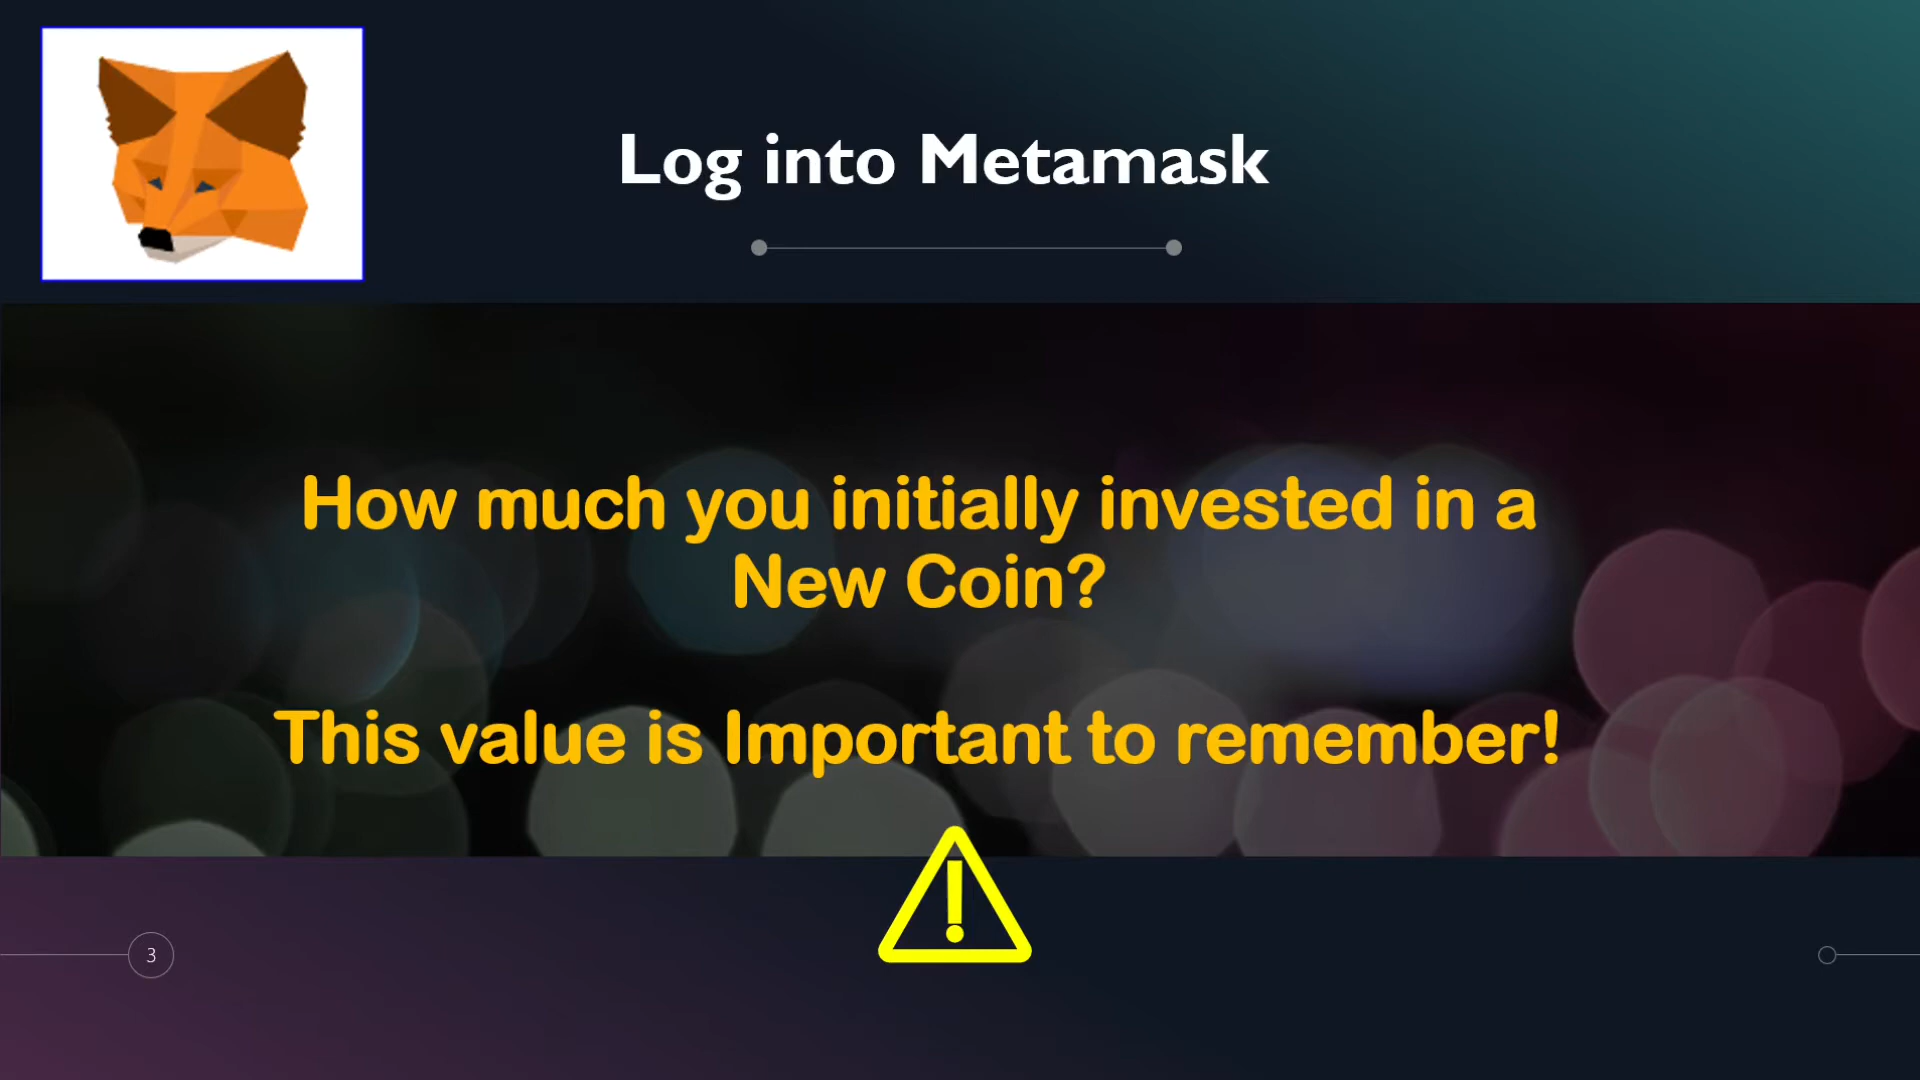 Log into Metamask
How much you initially invested in a
New Coin?
This value is Important to remember!
3